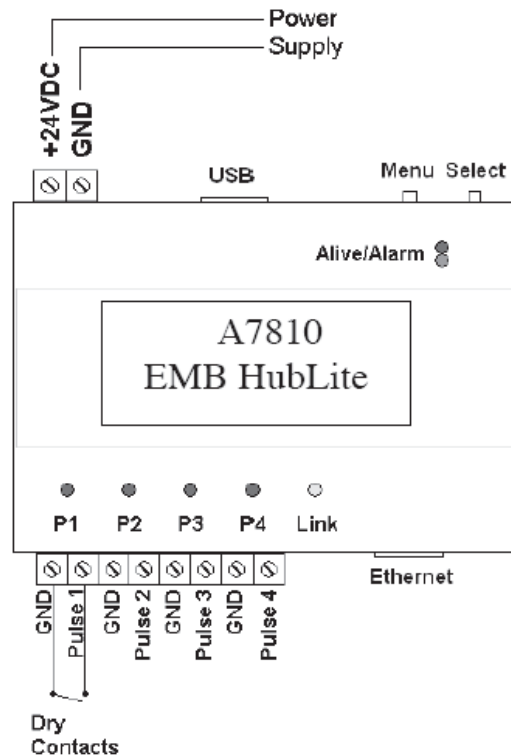 Power
Supply
+24VDC
GND
USB
Menu Select
Alive/Alarm
A7810
EMB HubLite
P1 P2 P3 P4 Link
Ethernet
GND
Pulse 1
GND
Pulse 2
GND
Pulse 3
GND
Pulse 4
Dry
Contacts